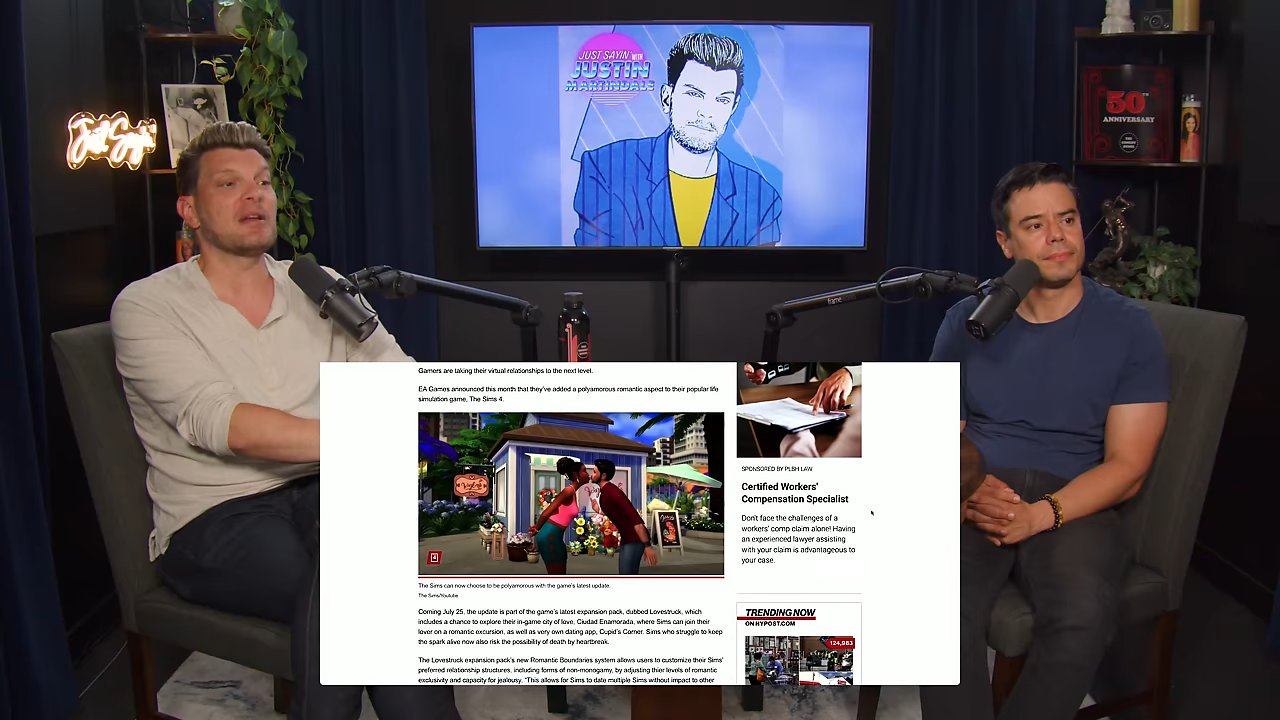 JUST SAYIN' WITH
JUSTIN
MARTINDALE
Just Sayin'
50TH
ANNIVERSARY
Gamers are taking their virtual relationships to the next level.
EA Games announced this month that they've added a polyamorous romantic aspect to their popular life
simulation game, The Sims 4.
The Sims can now choose to be polyamorous with the game's latest update.
The Sims/Youtube
Coming July 25, the update is part of the game's latest expansion pack, dubbed Lovestruck, which
includes a chance to explore their in-game city of love, Ciudad Enamorada, where Sims can join their
lover on a romantic excursion, as well as very own dating app, Cupid's Corner. Sims who struggle to keep
the spark alive now also risk the possibility of death by heartbreak.
The Lovestruck expansion pack's new Romantic Boundaries system allows users to customize their Sims'
preferred relationship structures, including forms of non-monogamy, by adjusting thier levels of romantic
exclusivity and capacity for jealousy. "This allows for Sims to date multiple Sims without impact to other
SPONSORED BY PLBH LAW
Certified Workers'
Compensation Specialist
Don't face the challenges of a
workers' comp claim alone! Having
an experienced lawyer assisting
with your claim is advantageous to
your case.
TRENDING NOW
ON NYPOST.COM
124,983